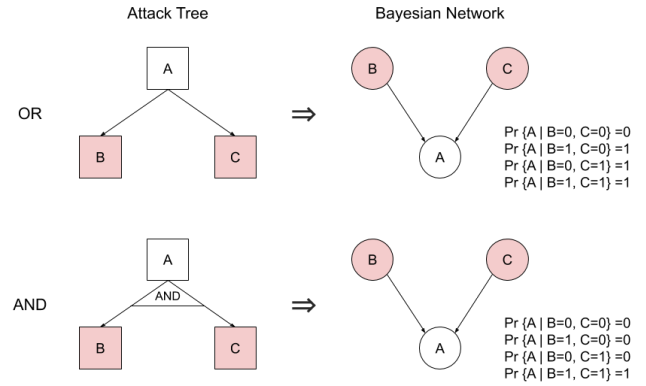 Attack Tree
Bayesian Network
OR
A
B
C
⇒
B
C
A
Pr {A | B=0, C=0} =0
Pr {A | B=1, C=0} =1
Pr {A | B=0, C=1} =1
Pr {A | B=1, C=1} =1
AND
A
AND
B
C
⇒
B
C
A
Pr {A | B=0, C=0} =0
Pr {A | B=1, C=0} =0
Pr {A | B=0, C=1} =0
Pr {A | B=1, C=1} =1